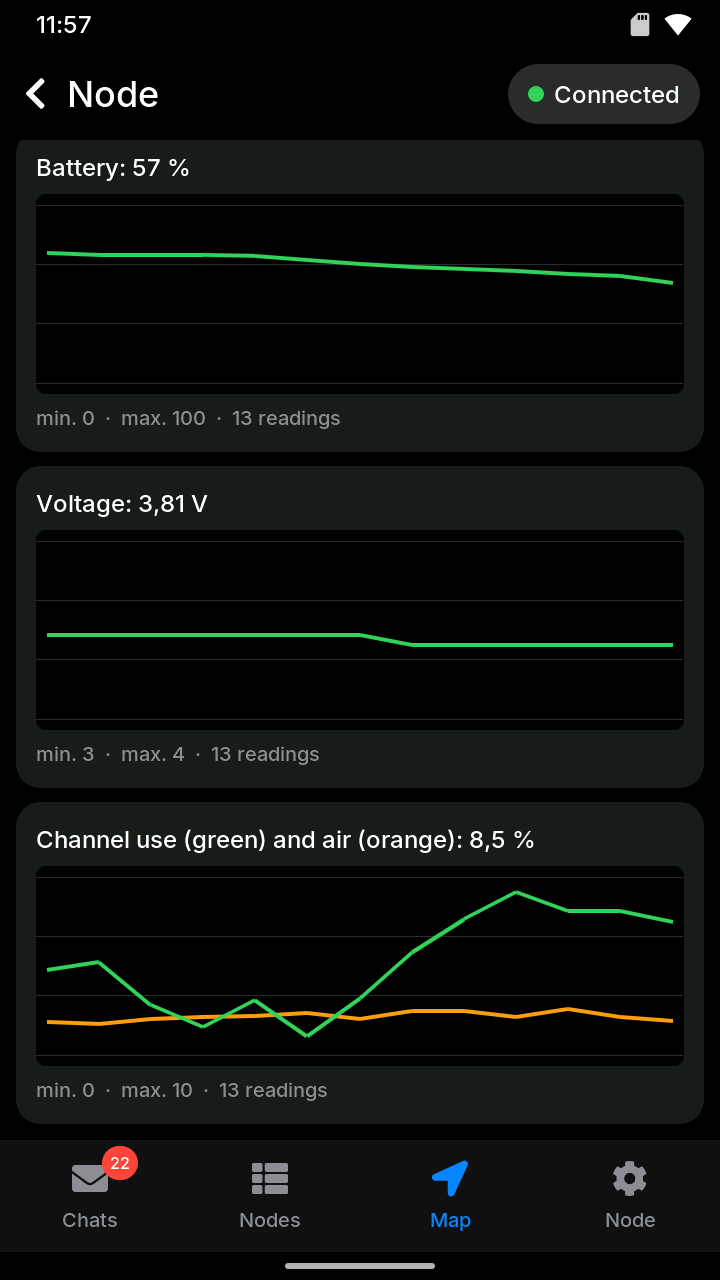 11:57
Node
Connected
Battery: 57 %
min. 0 · max. 100 · 13 readings
Voltage: 3,81 V
min. 3 · max. 4 · 13 readings
Channel use (green) and air (orange): 8,5 %
min. 0 · max. 10 · 13 readings
22
Chats
Nodes
Map
Node